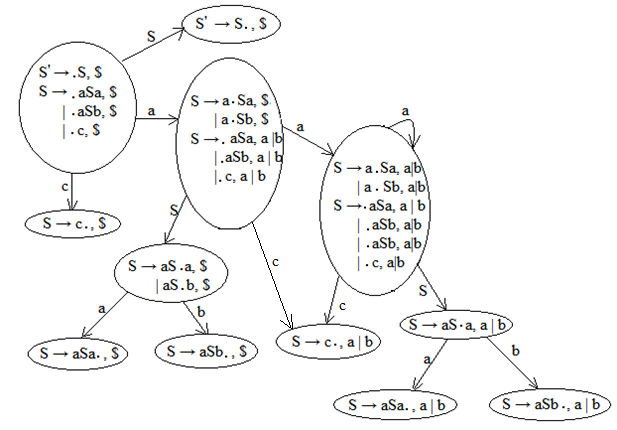 S' → S., $
S
S' → .S, $
S → . aSa, $
| .aSb, $
| .c, $
a
S → a.Sa, $
| a.Sb, $
S → . aSa, a |b
|.aSb, a | b
|. c, a | b
a
a
S → a.Sa, a|b
| a . Sb, a|b
S → .aSa, a | b
| .aSb, a|b
| .aSb, a|b
| . c, a|b
c
S → c., $
S
c
c
S
S → aS.a, $
| aS.b, $
a
b
S → aSa., $
S → aSb., $
S → c., a | b
S → aS.a, a | b
a
b
S → aSa., a | b
S → aSb., a | b